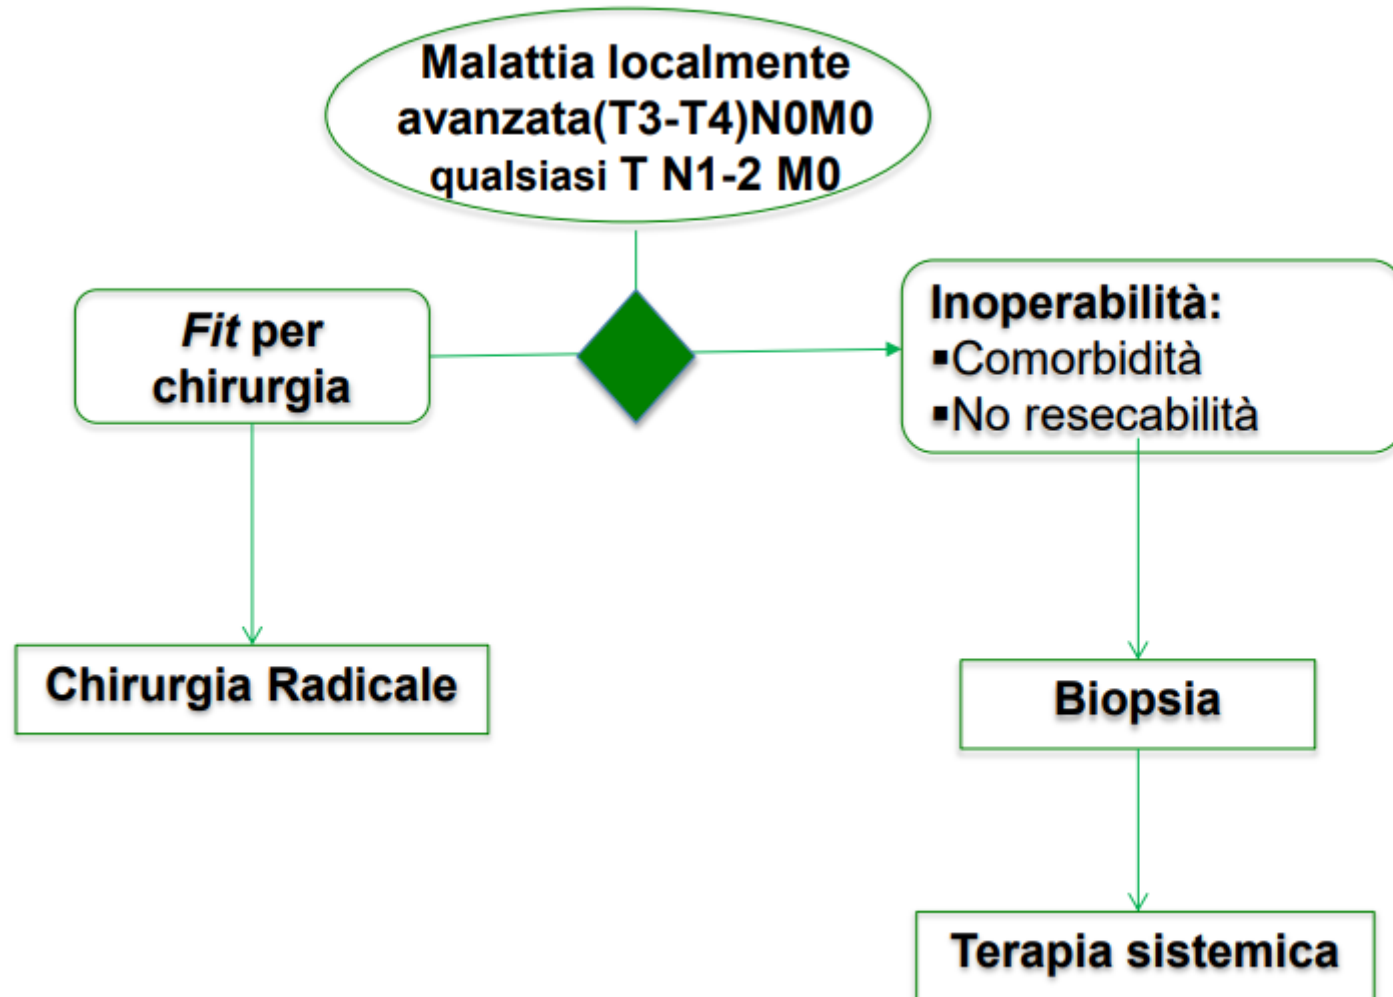 Malattia localmente
avanzata(T3-T4)N0M0
qualsiasi T N1-2 M0
Fit per
chirurgia
Inoperabilità:
▪Comorbidità
▪No resecabilità
Chirurgia Radicale
Biopsia
Terapia sistemica